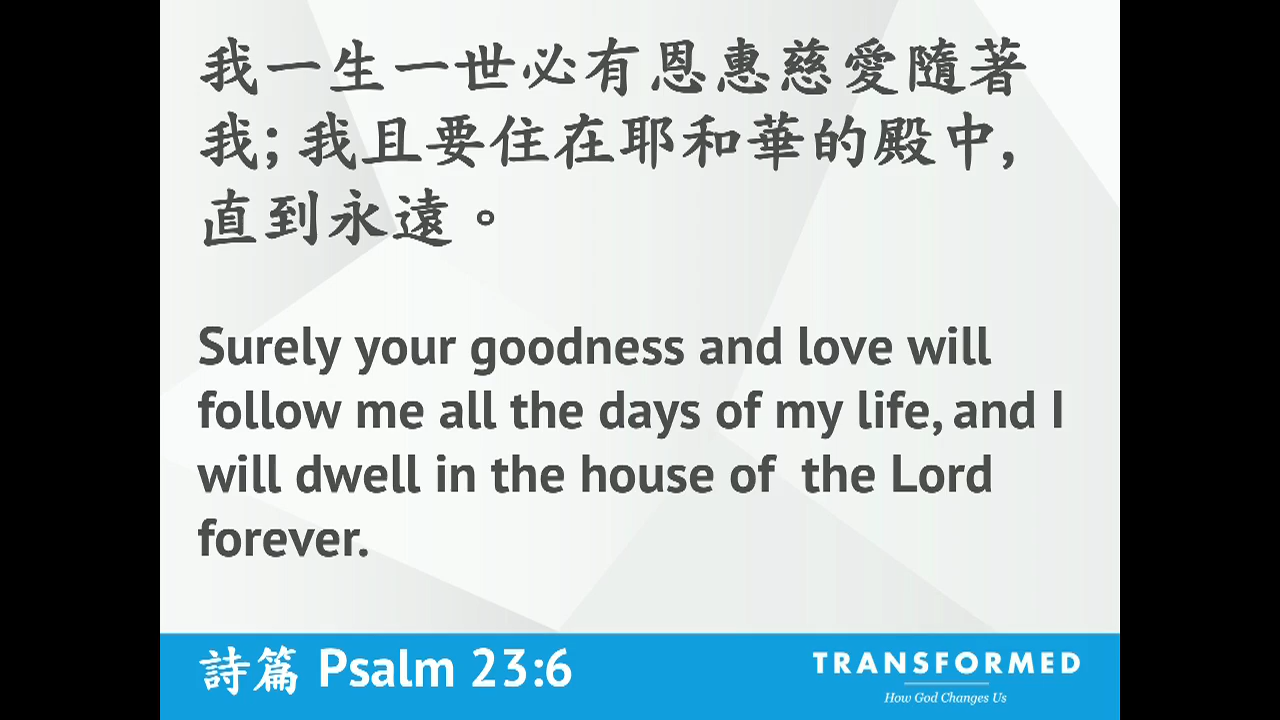 我一生一世必有恩惠慈愛隨著
我; 我且要住在耶和華的殿中,
直到永遠。
Surely your goodness and love will
follow me all the days of my life, and I
will dwell in the house of  the Lord
forever.
詩篇 Psalm 23:6
TRANSFORMED
How God Changes Us